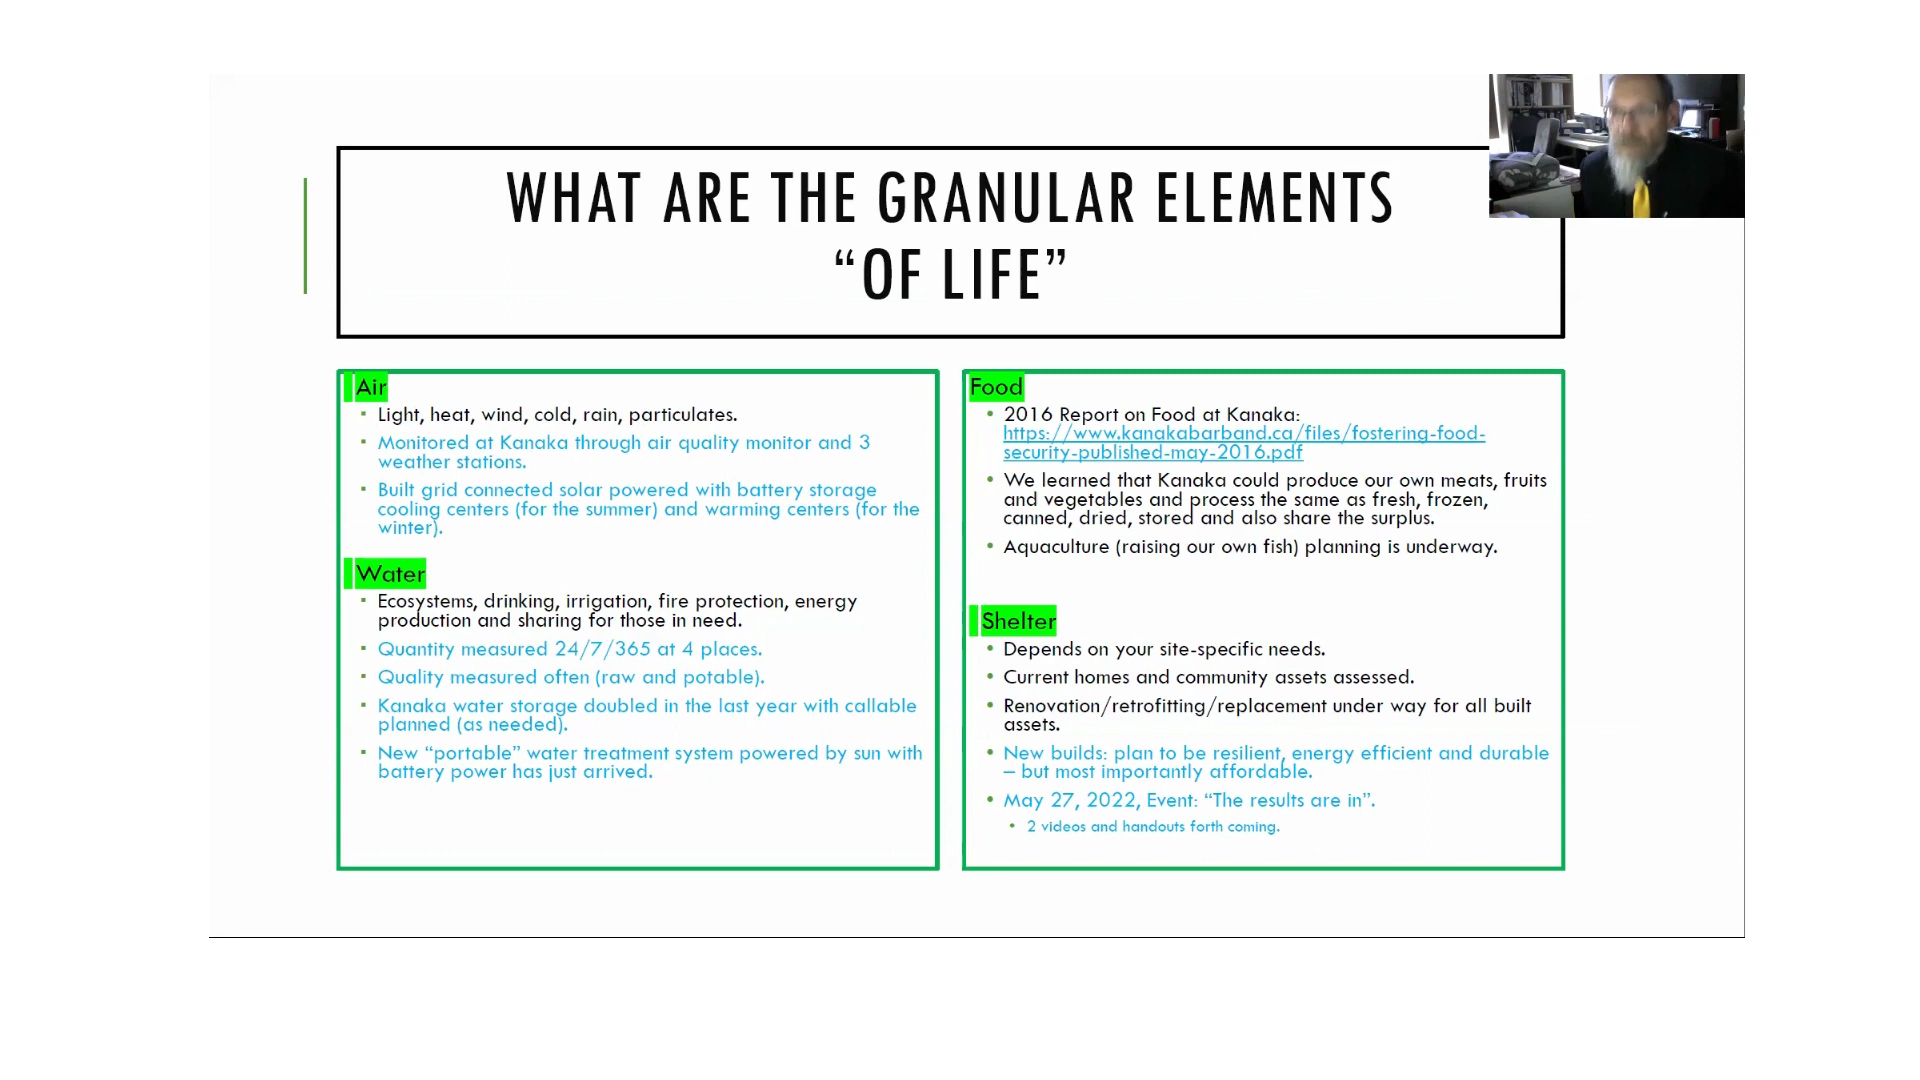 WHAT ARE THE GRANULAR ELEMENTS
“OF LIFE”
Air
Light, heat, wind, cold, rain, particulates.
Monitored at Kanaka through air quality monitor and 3
weather stations.
Built grid connected solar powered with battery storage
cooling centers (for the summer) and warming centers (for the
winter).
Water
Ecosystems, drinking, irrigation, fire protection, energy
production and sharing for those in need.
Quantity measured 24/7/365 at 4 places.
Quality measured often (raw and potable).
Kanaka water storage doubled in the last year with callable
planned (as needed).
New “portable” water treatment system powered by sun with
battery power has just arrived.
Food
2016 Report on Food at Kanaka:
https://www.kanakabarband.ca/files/fostering-food-
security-published-may-2016.pdf
We learned that Kanaka could produce our own meats, fruits
and vegetables and process the same as fresh, frozen,
canned, dried, stored and also share the surplus.
Aquaculture (raising our own fish) planning is underway.
Shelter
Depends on your site-specific needs.
Current homes and community assets assessed.
Renovation/retrofitting/replacement under way for all built
assets.
New builds: plan to be resilient, energy efficient and durable
– but most importantly affordable.
May 27, 2022, Event: “The results are in”.
2 videos and handouts forth coming.